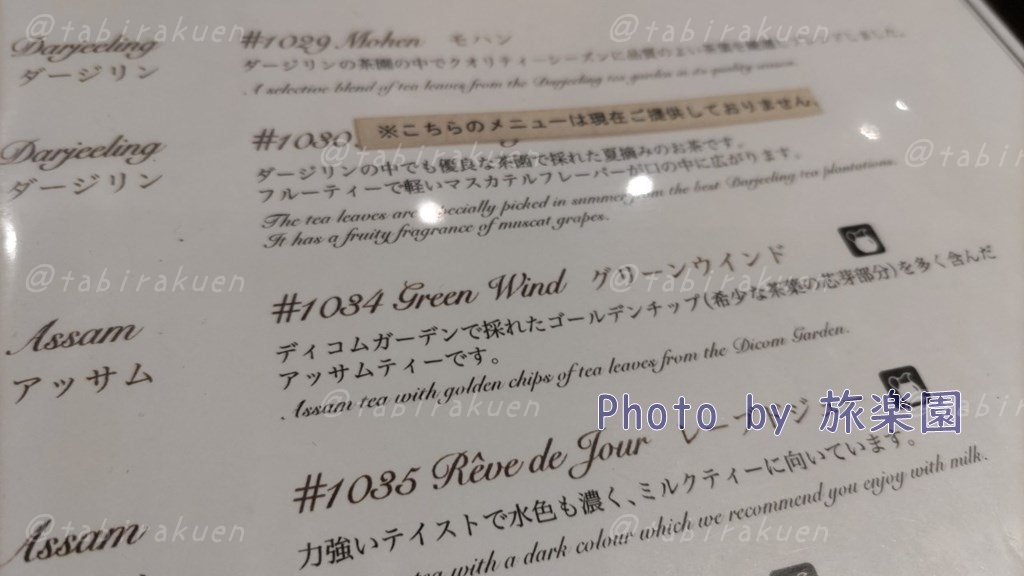 Darjeeling
ダージリン
#1029 Mohen モハン
ダージリンの茶園の中でクオリティーシーズンに品質のよい茶葉を
A selective blend of tea leaves from the Darjeeling tea garden in its quality season.
Darjeeling
ダージリン
#1030
※こちらのメニューは現在ご提供しておりません。
ダージリンの中でも優良な茶園で採れた夏摘みのお茶です。
フルーティーで軽いマスカテルフレーバーが口の中に広がります。
The tea leaves are specially picked in summer from the best Darjeeling tea plantations.
It has a fruity fragrance of muscat grapes.
Assam
アッサム
#1034 Green Wind グリーンウインド
ディコムガーデンで採れたゴールデンチップ(希少な茶葉の芯芽部分)を多く含んだ
アッサムティーです。
Assam tea with golden chips of tea leaves from the Dicom Garden.
Assam
#1035 Rêve de Jour
力強いテイストで水色も濃く、ミルクティーに向いています。
tea with a dark colour which we recommend you enjoy with milk.
Photo by 旅楽園
@tabirakuen
@tabirakuen
@tabirakuen
@tabirakuen
@tabirakuen
@tabirakuen
@tabirakuen
@tabirakuen
@tabirakuen